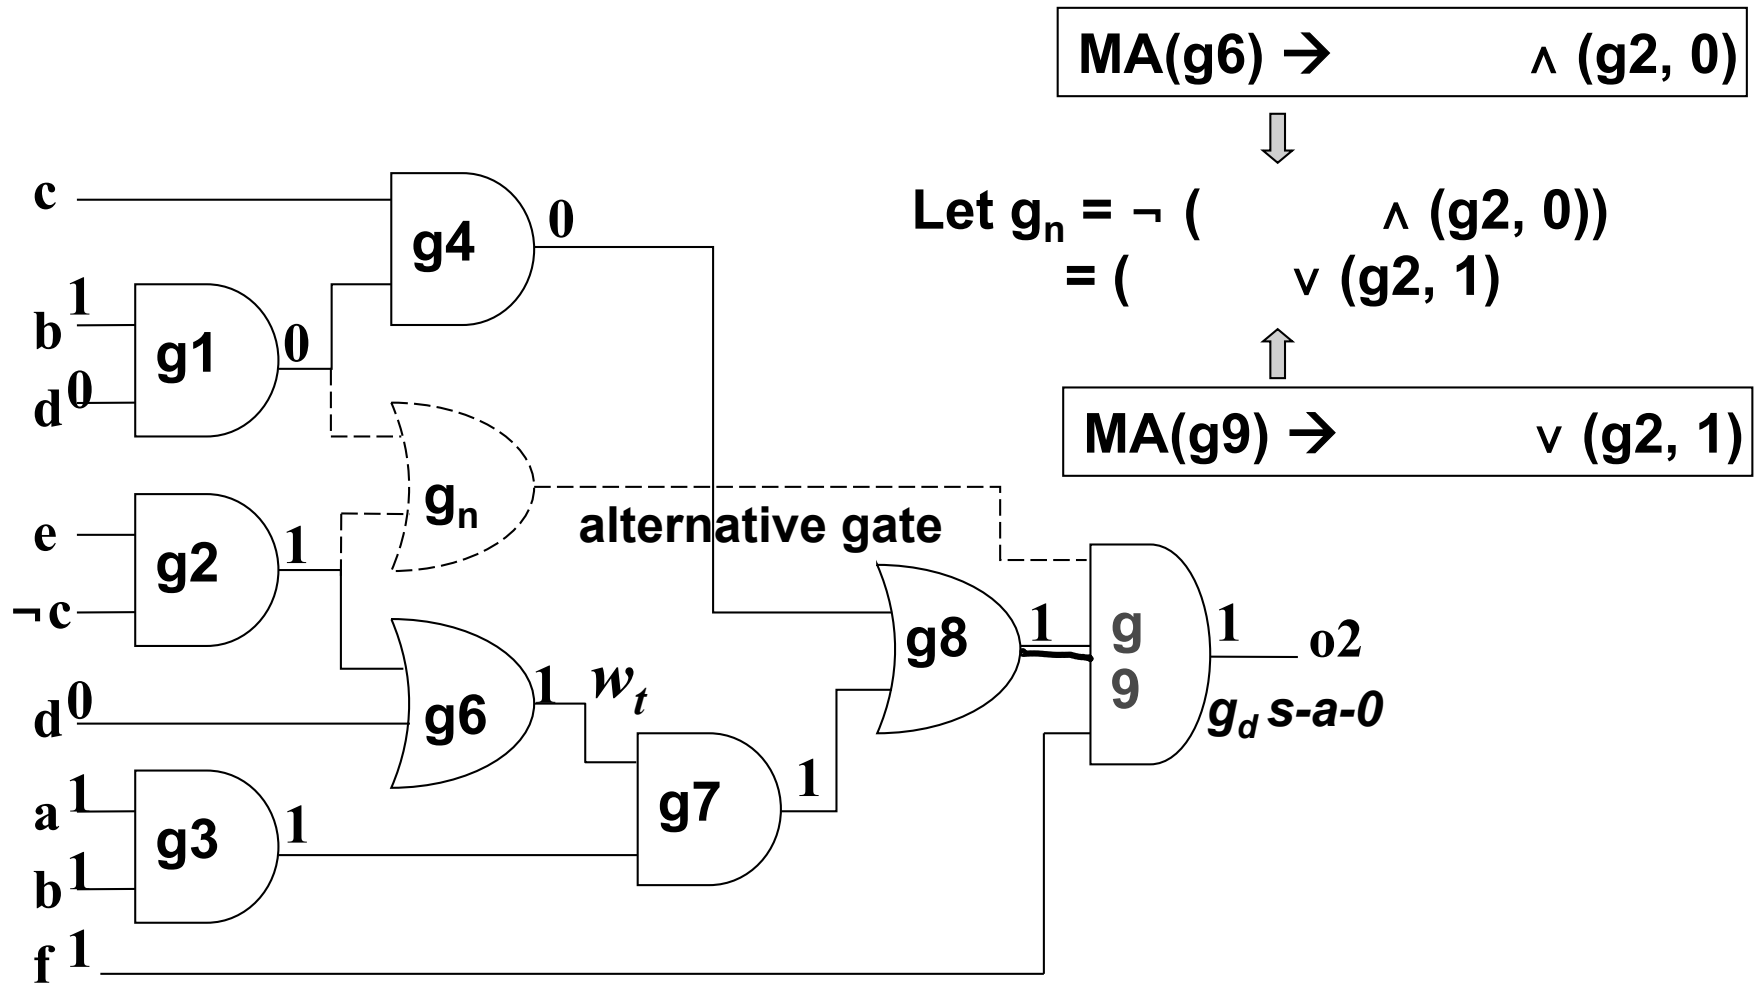 MA(g6) → ∧ (g2, 0)
Let gn = ¬ ( ∧ (g2, 0))
= ( ∨ (g2, 1)
MA(g9) → ∨ (g2, 1)
c
g4
0
b 1
g1
0
d 0
gn
alternative gate
e
g2
1
¬ c
g8
1
g
9
1
o2
gd s-a-0
d 0
g6
1
wt
a 1
g3
1
b 1
g7
1
f 1